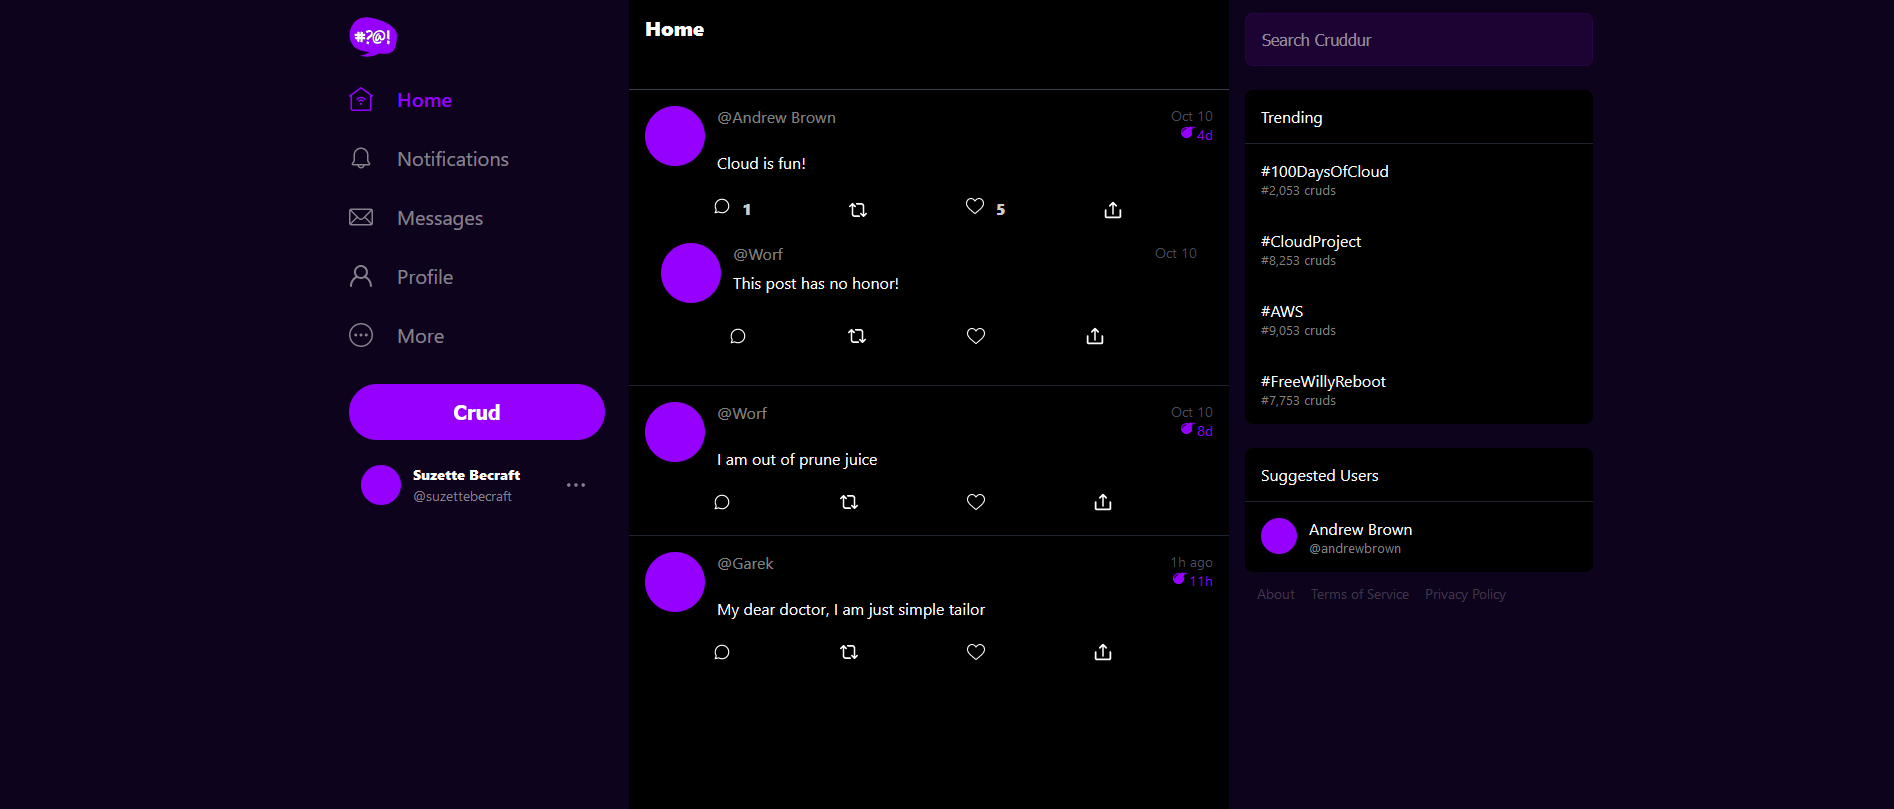 #?@!
Home
Notifications
Messages
Profile
More
Crud
Suzette Becraft
@suzettebecraft
Home
@Andrew Brown
Oct 10
4d
Cloud is fun!
1
5
@Worf
Oct 10
This post has no honor!
@Worf
Oct 10
8d
I am out of prune juice
@Garek
1h ago
11h
My dear doctor, I am just simple tailor
Search Cruddur
Trending
#100DaysOfCloud
#2,053 cruds
#CloudProject
#8,253 cruds
#AWS
#9,053 cruds
#FreeWillyReboot
#7,753 cruds
Suggested Users
Andrew Brown
@andrewbrown
About Terms of Service Privacy Policy